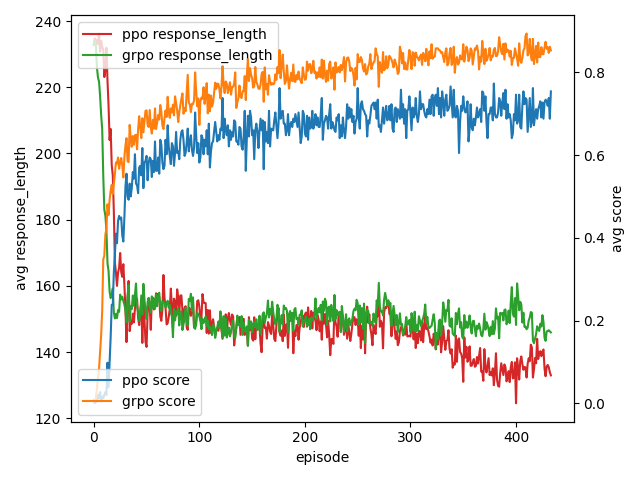 240
220
200
180
160
140
120
avg response_length
ppo response_length
grpo response_length
ppo score
grpo score
0.8
0.6
0.4
0.2
0.0
avg score
0
100
200
300
400
episode